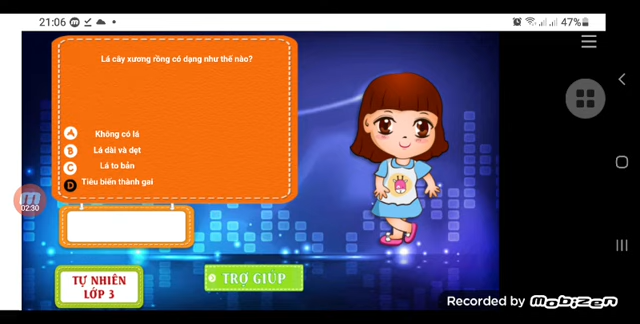 21:06
47%
Lá cây xương rồng có dạng như thế nào?
A Không có lá
B Lá dài và dẹt
C Lá to bản
D Tiêu biến thành gai
02:30
TỰ NHIÊN
LỚP 3
TRỢ GIÚP
Recorded by Mobizen